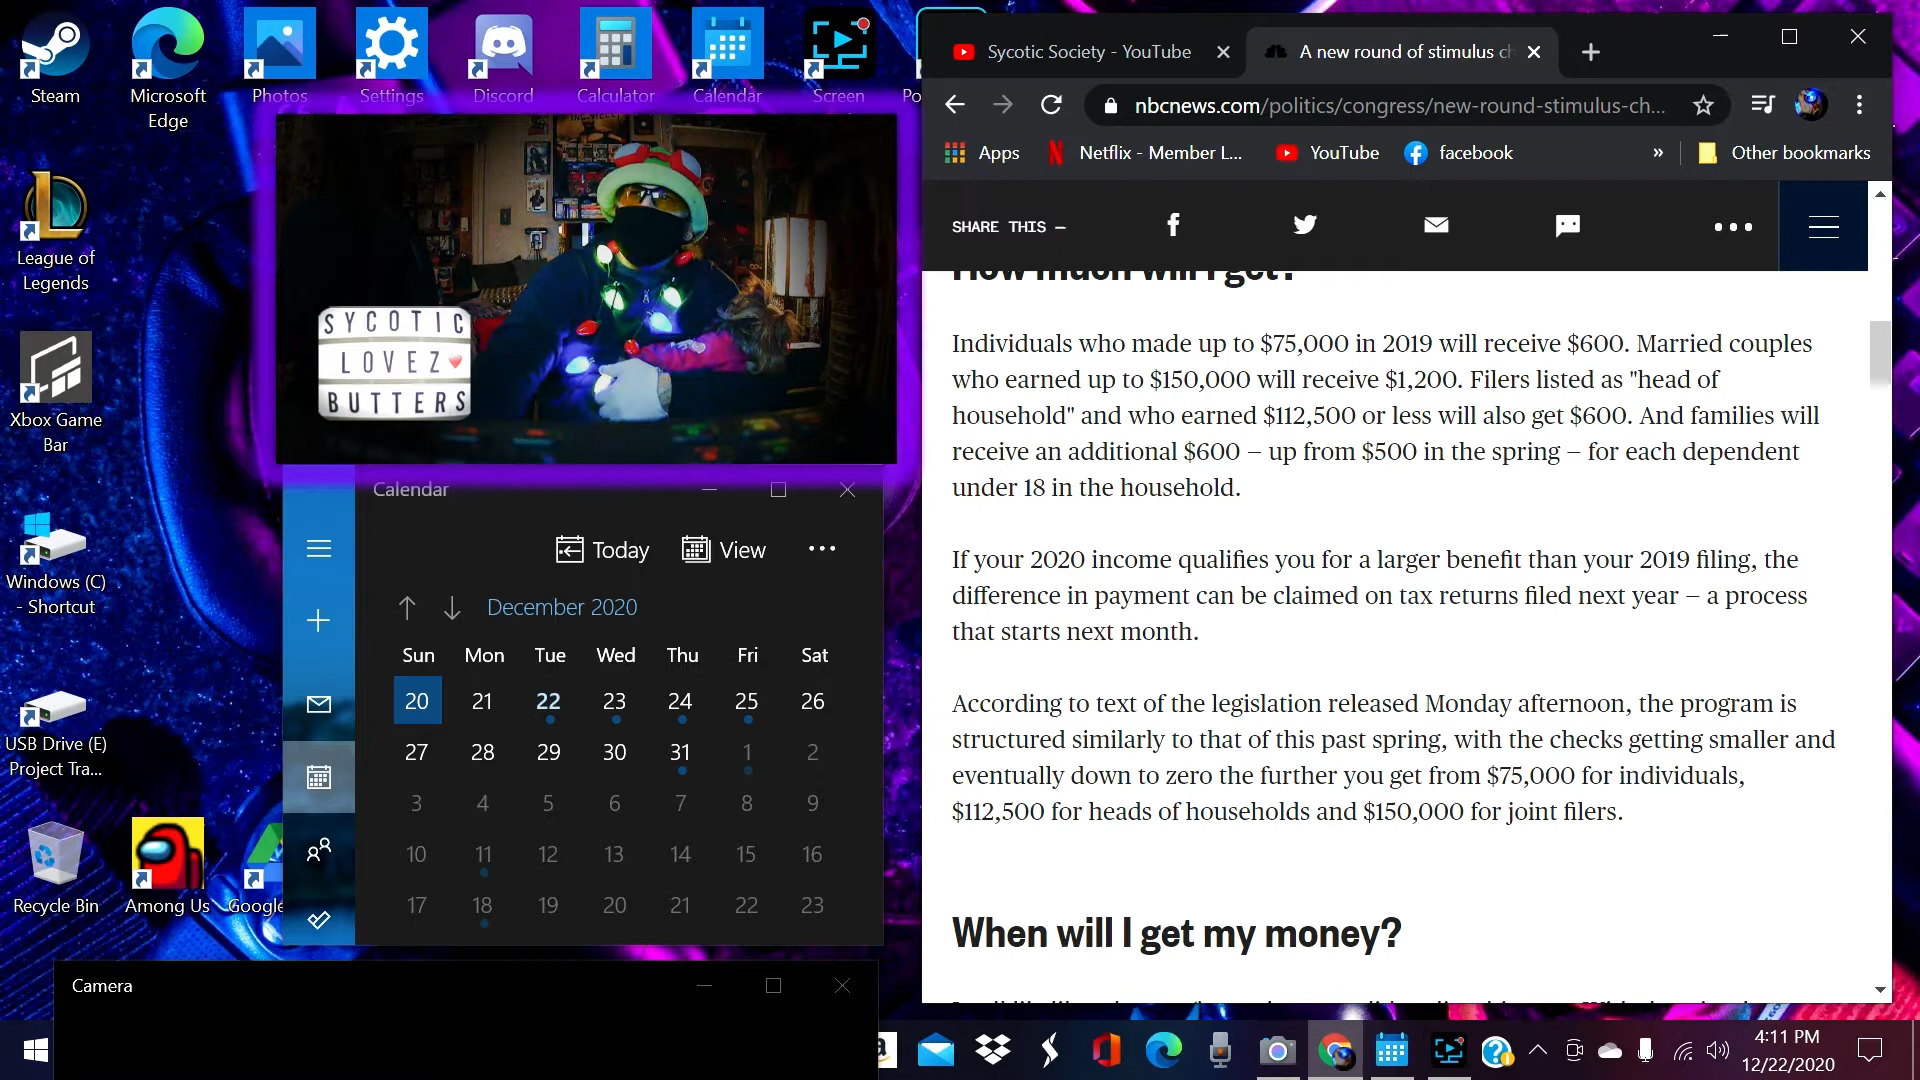 Steam
Microsoft
Edge
Photos
Settings
Discord
Calculator
Calendar
Screen
League of
Legends
Xbox Game
Bar
Windows (C)
- Shortcut
USB Drive (E)
Project Tra...
Recycle Bin
Among Us
Google
SYCOTIC
LOVEZ
BUTTERS
Calendar
Today
View
December 2020
Sun Mon Tue Wed Thu Fri Sat
20 21 22 23 24 25 26
27 28 29 30 31 1 2
3 4 5 6 7 8 9
10 11 12 13 14 15 16
17 18 19 20 21 22 23
Camera
Sycotic Society - YouTube
A new round of stimulus ch
nbcnews.com/politics/congress/new-round-stimulus-ch...
Apps
Netflix - Member L...
YouTube
facebook
»
Other bookmarks
SHARE THIS —
How much will I get?
Individuals who made up to $75,000 in 2019 will receive $600. Married couples
who earned up to $150,000 will receive $1,200. Filers listed as "head of
household" and who earned $112,500 or less will also get $600. And families will
receive an additional $600 — up from $500 in the spring — for each dependent
under 18 in the household.
If your 2020 income qualifies you for a larger benefit than your 2019 filing, the
difference in payment can be claimed on tax returns filed next year — a process
that starts next month.
According to text of the legislation released Monday afternoon, the program is
structured similarly to that of this past spring, with the checks getting smaller and
eventually down to zero the further you get from $75,000 for individuals,
$112,500 for heads of households and $150,000 for joint filers.
When will I get my money?
4:11 PM
12/22/2020